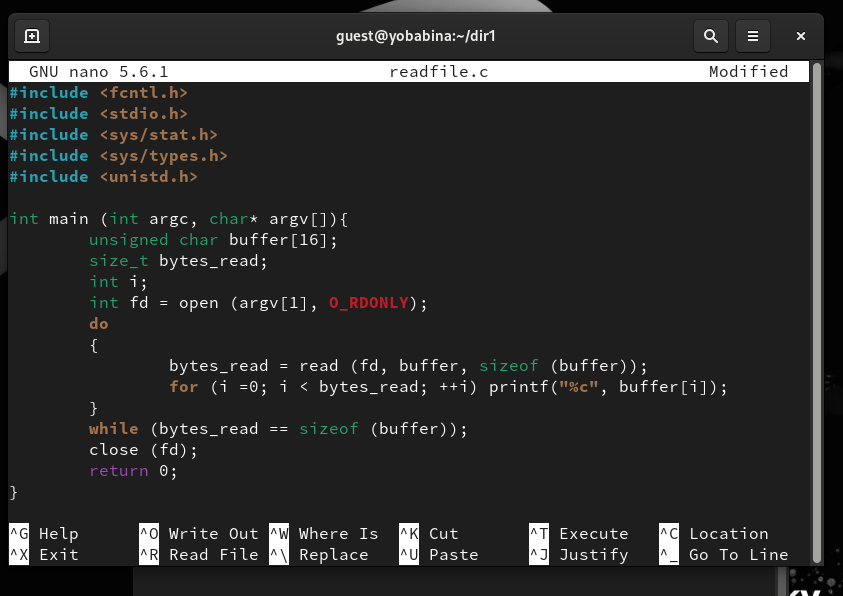 guest@yobabina:~/dir1
GNU nano 5.6.1 readfile.c Modified
#include <fcntl.h>
#include <stdio.h>
#include <sys/stat.h>
#include <sys/types.h>
#include <unistd.h>
int main (int argc, char* argv[]){
unsigned char buffer[16];
size_t bytes_read;
int i;
int fd = open (argv[1], O_RDONLY);
do
{
bytes_read = read (fd, buffer, sizeof (buffer));
for (i =0; i < bytes_read; ++i) printf("%c", buffer[i]);
}
while (bytes_read == sizeof (buffer));
close (fd);
return 0;
}
^G Help ^O Write Out ^W Where Is ^K Cut ^T Execute ^C Location
^X Exit ^R Read File ^\ Replace ^U Paste ^J Justify ^_ Go To Line